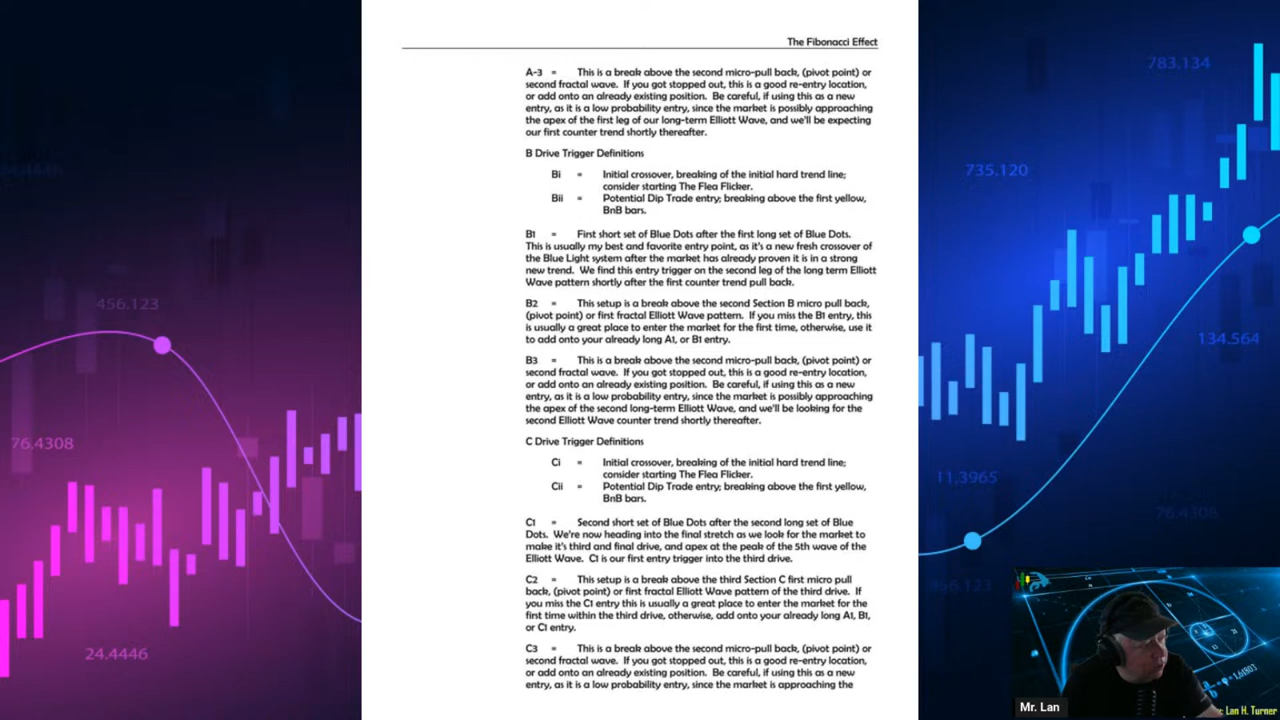 The Fibonacci Effect
A-3 = This is a break above the second micro-pull back, (pivot point) or
second fractal wave. If you got stopped out, this is a good re-entry location,
or add onto an already existing position. Be careful, if using this as a new
entry, as it is a low probability entry, since the market is possibly approaching
the apex of the first leg of our long-term Elliott Wave, and we'll be expecting
our first counter trend shortly thereafter.
B Drive Trigger Definitions
Bi = Initial crossover, breaking of the initial hard trend line;
consider starting The Flea Flicker.
Bii = Potential Dip Trade entry; breaking above the first yellow,
BnB bars.
B1 = First short set of Blue Dots after the first long set of Blue Dots.
This is usually my best and favorite entry point, as it's a new fresh crossover of
the Blue Light system after the market has already proven it is in a strong
new trend. We find this entry trigger on the second leg of the long term Elliott
Wave pattern shortly after the first counter trend pull back.
B2 = This setup is a break above the second Section B micro pull back,
(pivot point) or first fractal Elliott Wave pattern. If you miss the B1 entry, this
is usually a great place to enter the market for the first time, otherwise, use it
to add onto your already long A1, or B1 entry.
B3 = This is a break above the second micro-pull back, (pivot point) or
second fractal wave. If you got stopped out, this is a good re-entry location,
or add onto an already existing position. Be careful, if using this as a new
entry, as it is a low probability entry, since the market is possibly approaching
the apex of the second long-term Elliott Wave, and we'll be looking for the
second Elliott Wave counter trend shortly thereafter.
C Drive Trigger Definitions
Ci = Initial crossover, breaking of the initial hard trend line;
consider starting The Flea Flicker.
Cii = Potential Dip Trade entry; breaking above the first yellow,
BnB bars.
C1 = Second short set of Blue Dots after the second long set of Blue
Dots. We're now heading into the final stretch as we look for the market to
make it's third and final drive, and apex at the peak of the 5th wave of the
Elliott Wave. C1 is our first entry trigger into the third drive.
C2 = This setup is a break above the third Section C first micro pull
back, (pivot point) or first fractal Elliott Wave pattern of the third drive. If
you miss the C1 entry this is usually a great place to enter the market for the
first time within the third drive, otherwise, add onto your already long A1, B1,
or C1 entry.
C3 = This is a break above the second micro-pull back, (pivot point) or
second fractal wave. If you got stopped out, this is a good re-entry location,
or add onto an already existing position. Be careful, if using this as a new
entry, as it is a low probability entry, since the market is approaching the
456.123
76.4308
24.4446
783.134
735.120
134.564
11,3965
76.4308
456.123
1.61803
Mr. Lan
Lan H. Turner